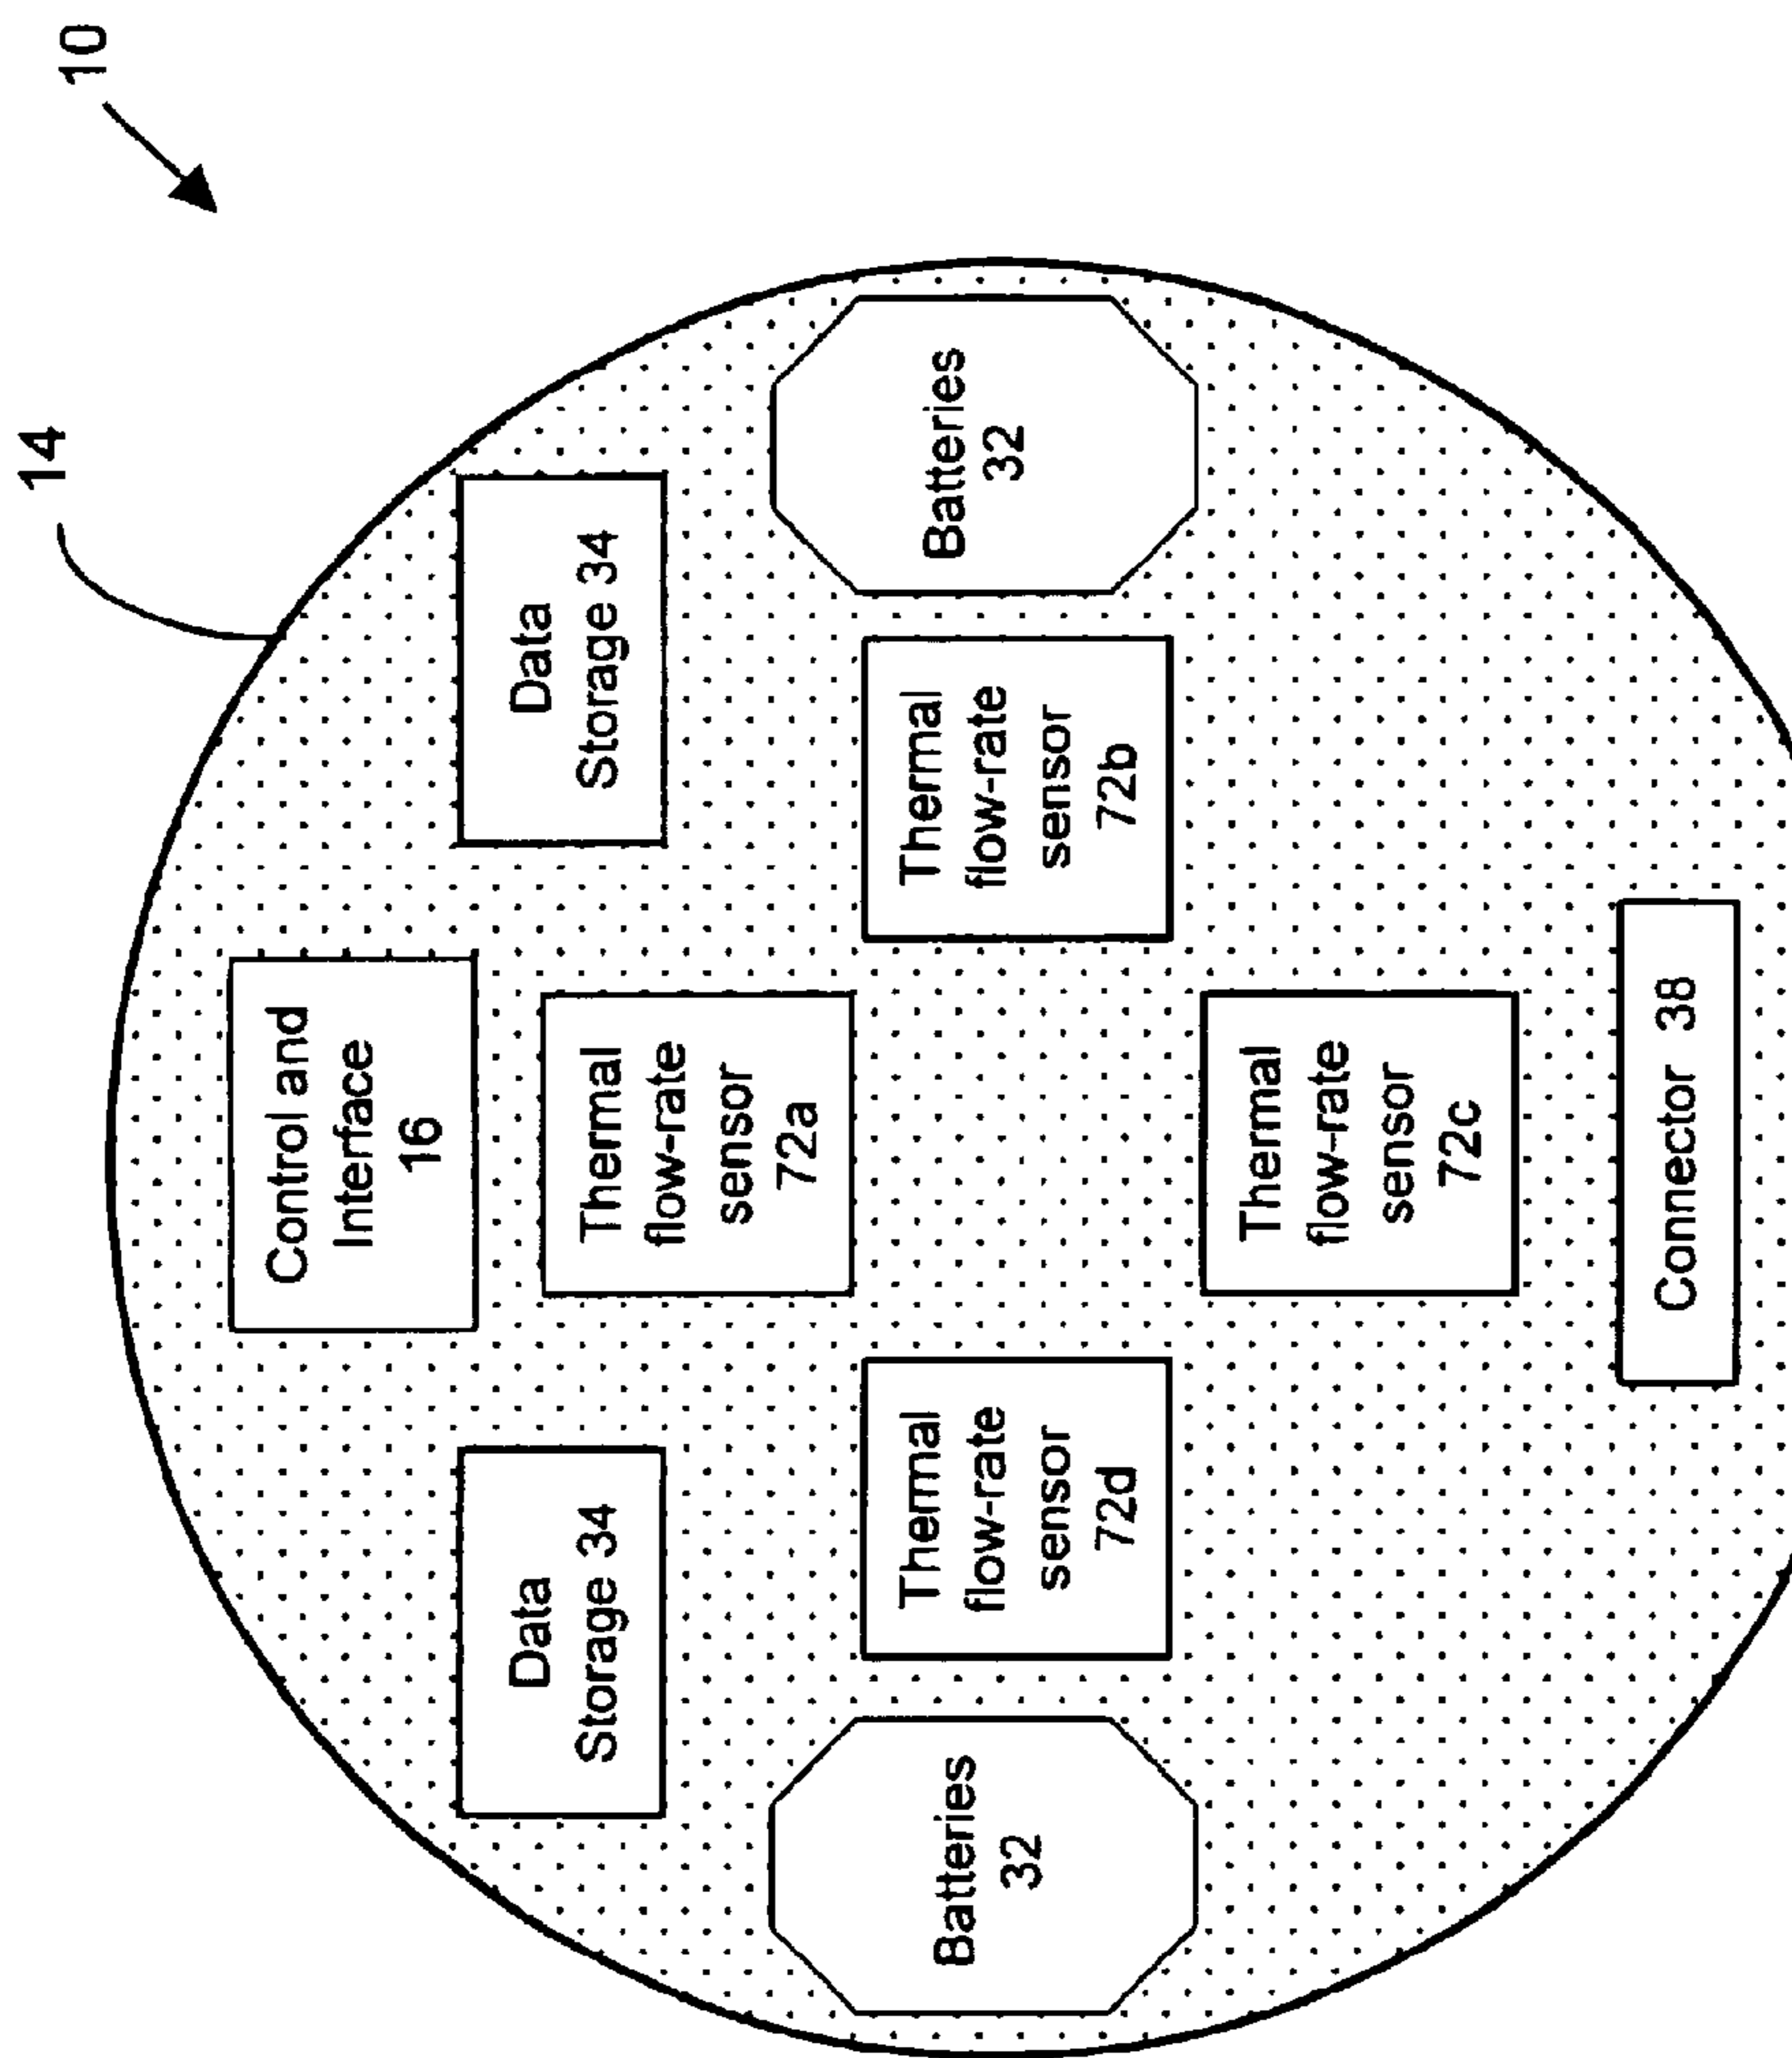 14
10
Control and
Interface
16
Data
Storage 34
Data
Storage 34
Thermal
flow-rate
sensor
72a
Batteries
32
Thermal
flow-rate
sensor
72d
Thermal
flow-rate
sensor
72b
Batteries
32
Thermal
flow-rate
sensor
72c
Connector 38